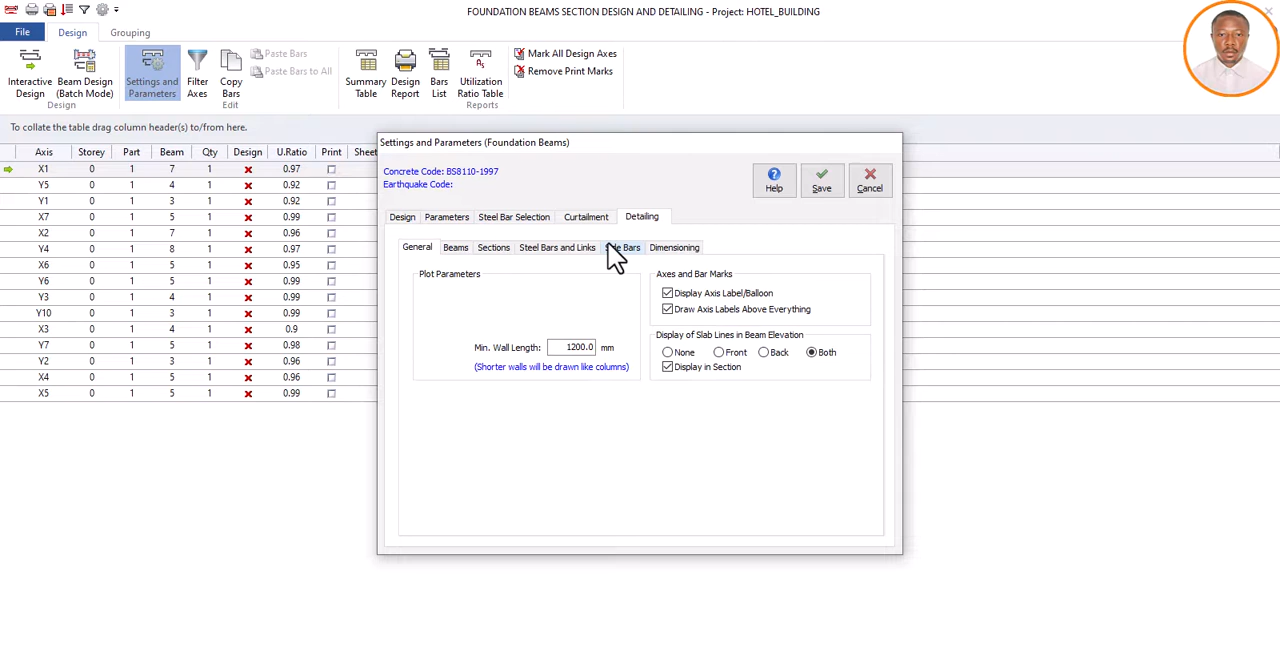 FOUNDATION BEAMS SECTION DESIGN AND DETAILING - Project: HOTEL_BUILDING
File Design Grouping
Interactive Design
Beam Design (Batch Mode)
Settings and Parameters
Filter Axes
Copy Bars
Paste Bars
Paste Bars to All
Summary Table
Design Report
Bars List
Utilization Ratio Table
Mark All Design Axes
Remove Print Marks
Design Edit Reports
To collate the table drag column header(s) to/from here.
Axis Storey Part Beam Qty Design U.Ratio Print Sheet
X1 0 1 7 1 0.97
Y5 0 1 4 1 0.92
Y1 0 1 3 1 0.92
X7 0 1 5 1 0.99
X2 0 1 7 1 0.96
Y4 0 1 8 1 0.97
X6 0 1 5 1 0.95
Y6 0 1 5 1 0.99
Y3 0 1 4 1 0.99
Y10 0 1 3 1 0.99
X3 0 1 4 1 0.9
Y7 0 1 5 1 0.98
Y2 0 1 3 1 0.96
X4 0 1 5 1 0.96
X5 0 1 5 1 0.99
Settings and Parameters (Foundation Beams)
Concrete Code: BS8110-1997
Earthquake Code:
Help Save Cancel
Design Parameters Steel Bar Selection Curtailment Detailing
General Beams Sections Steel Bars and Links Bars Dimensioning
Plot Parameters
Min. Wall Length: 1200.0 mm
(Shorter walls will be drawn like columns)
Axes and Bar Marks
Display Axis Label/Balloon
Draw Axis Labels Above Everything
Display of Slab Lines in Beam Elevation
None Front Back Both
Display in Section